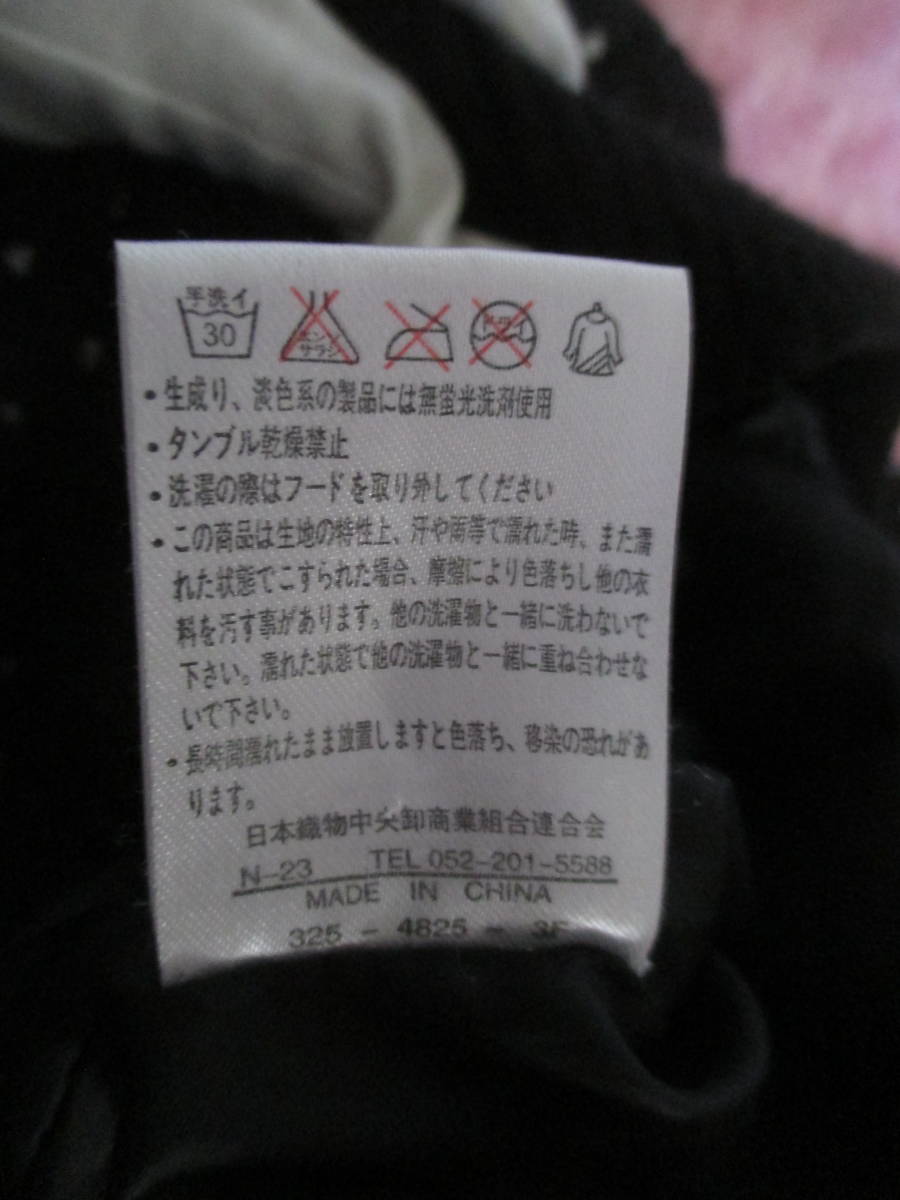 手洗イ
30
エンソ
サラシ
ドライ
・生成り、淡色系の製品には無蛍光洗剤使用
・タンブル乾燥禁止
・洗濯の際はフードを取り外してください
・この商品は生地の特性上、汗や雨等で濡れた時、また濡
れた状態でこすられた場合、摩擦により色落ちし他の衣
料を汚す事があります。他の洗濯物と一緒に洗わないで
下さい。濡れた状態で他の洗濯物と一緒に重ね合わせな
いで下さい。
・長時間濡れたまま放置しますと色落ち、移染の恐れがあ
ります。
日本織物中央卸商業組合連合会
N-23 TEL 052-201-5588
MADE IN CHINA
325 - 4825 - 3F